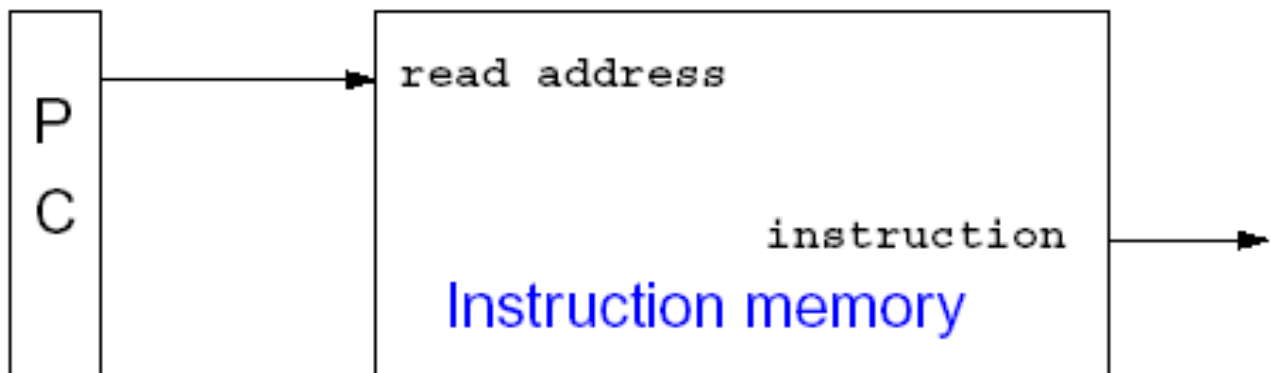 P
C
read address
instruction
Instruction memory